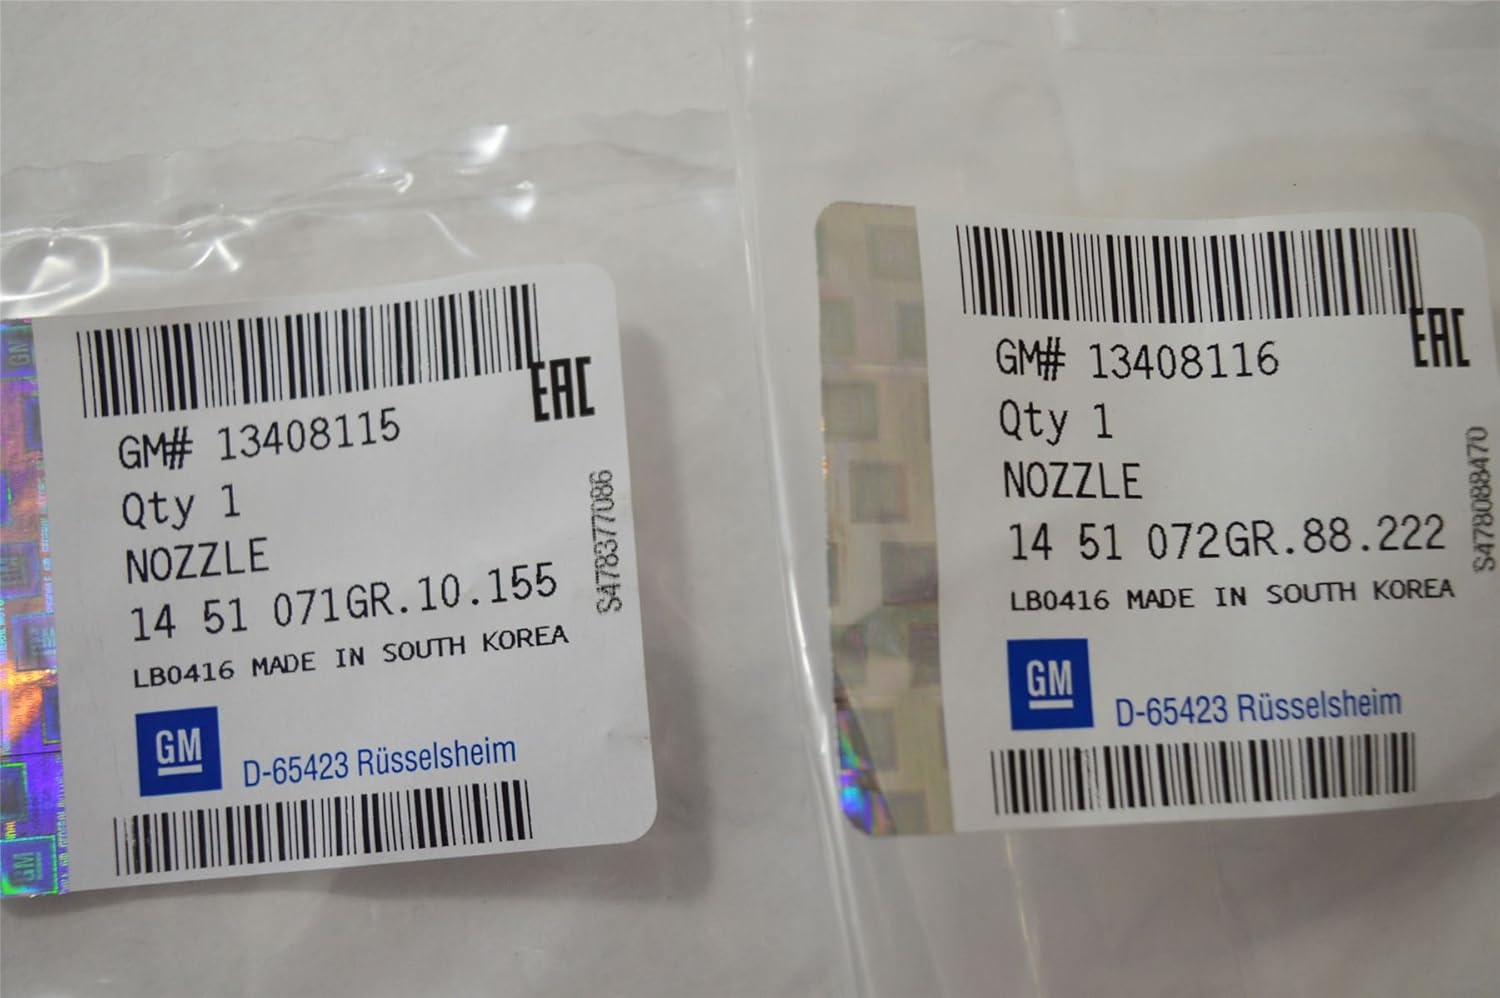 EAC
GM# 13408115
Qty 1
NOZZLE
14 51 071GR.10.155
LB0416 MADE IN SOUTH KOREA
S478377086
GM
D-65423 Rüsselsheim
EAC
GM# 13408116
Qty 1
NOZZLE
14 51 072GR.88.222
LB0416 MADE IN SOUTH KOREA
S478088470
GM
D-65423 Rüsselsheim